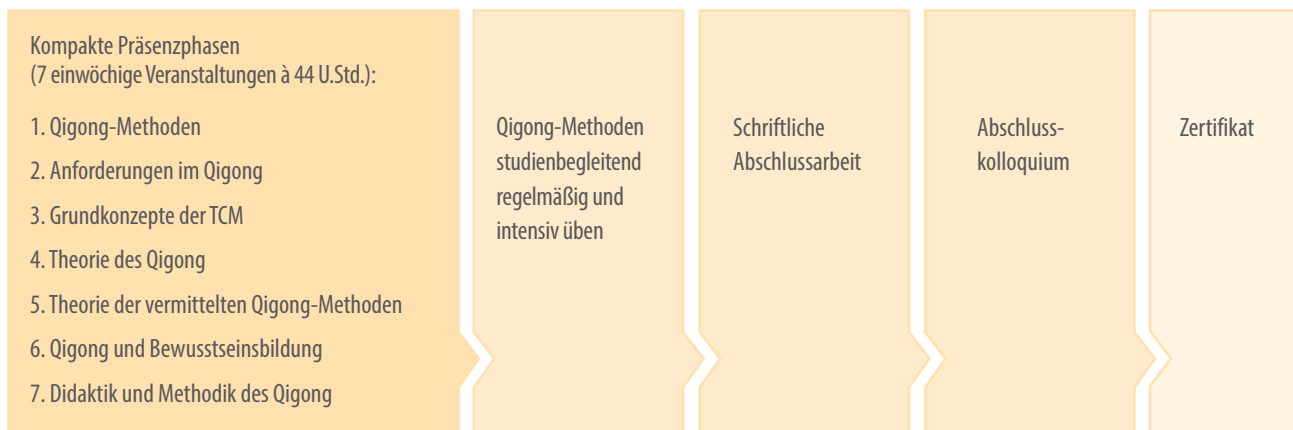 Kompakte Präsenzphasen
(7 einwöchige Veranstaltungen à 44 U.Std.):
1. Qigong-Methoden
2. Anforderungen im Qigong
3. Grundkonzepte der TCM
4. Theorie des Qigong
5. Theorie der vermittelten Qigong-Methoden
6. Qigong und Bewusstseinsbildung
7. Didaktik und Methodik des Qigong
Qigong-Methoden
studienbegleitend
regelmäßig und
intensiv üben
Schriftliche
Abschlussarbeit
Abschluss-
kolloquium
Zertifikat